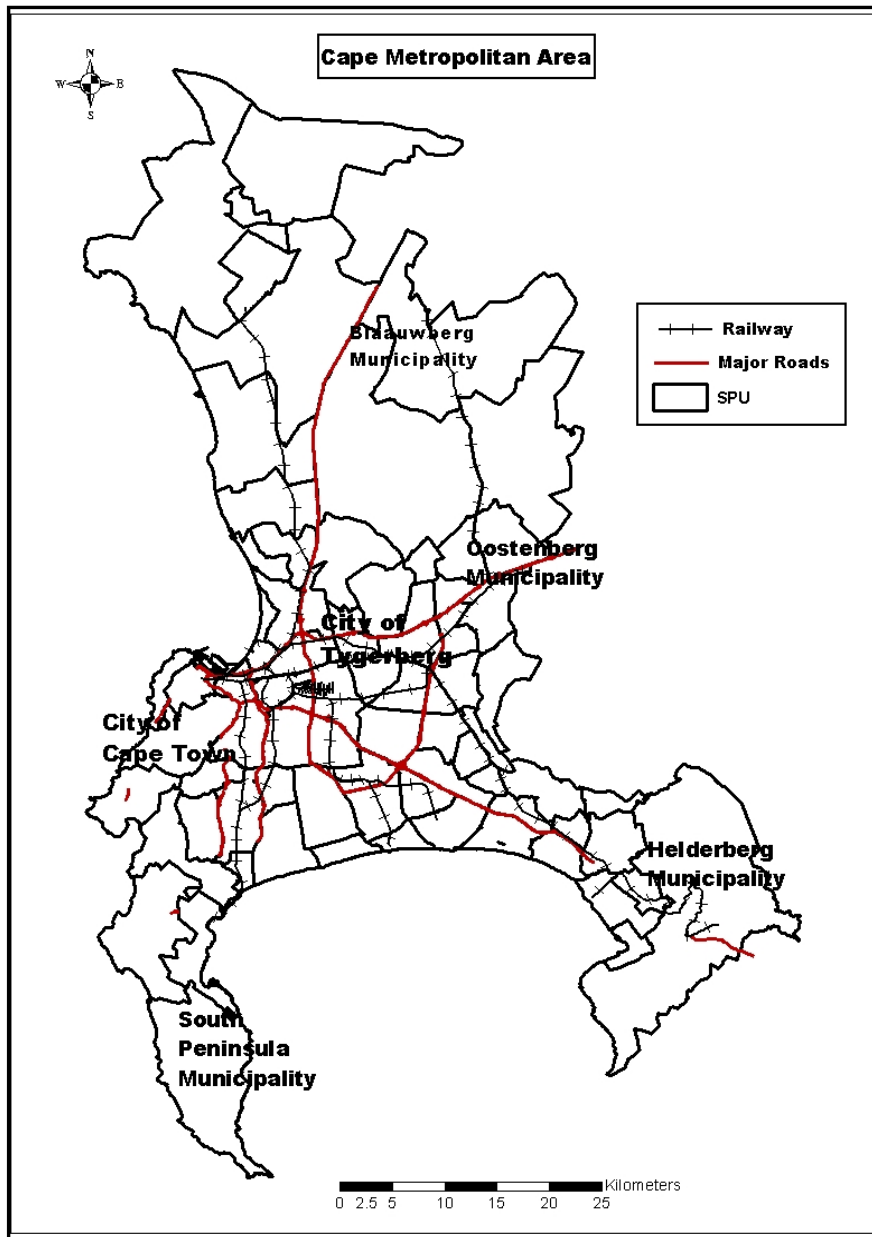 Cape Metropolitan Area
N
W E
S
Blaauwberg
Municipality
Railway
Major Roads
SPU
Oostenberg
Municipality
City of
Tygerberg
City of
Cape Town
Helderberg
Municipality
South
Peninsula
Municipality
Kilometers
0 2.5 5 10 15 20 25